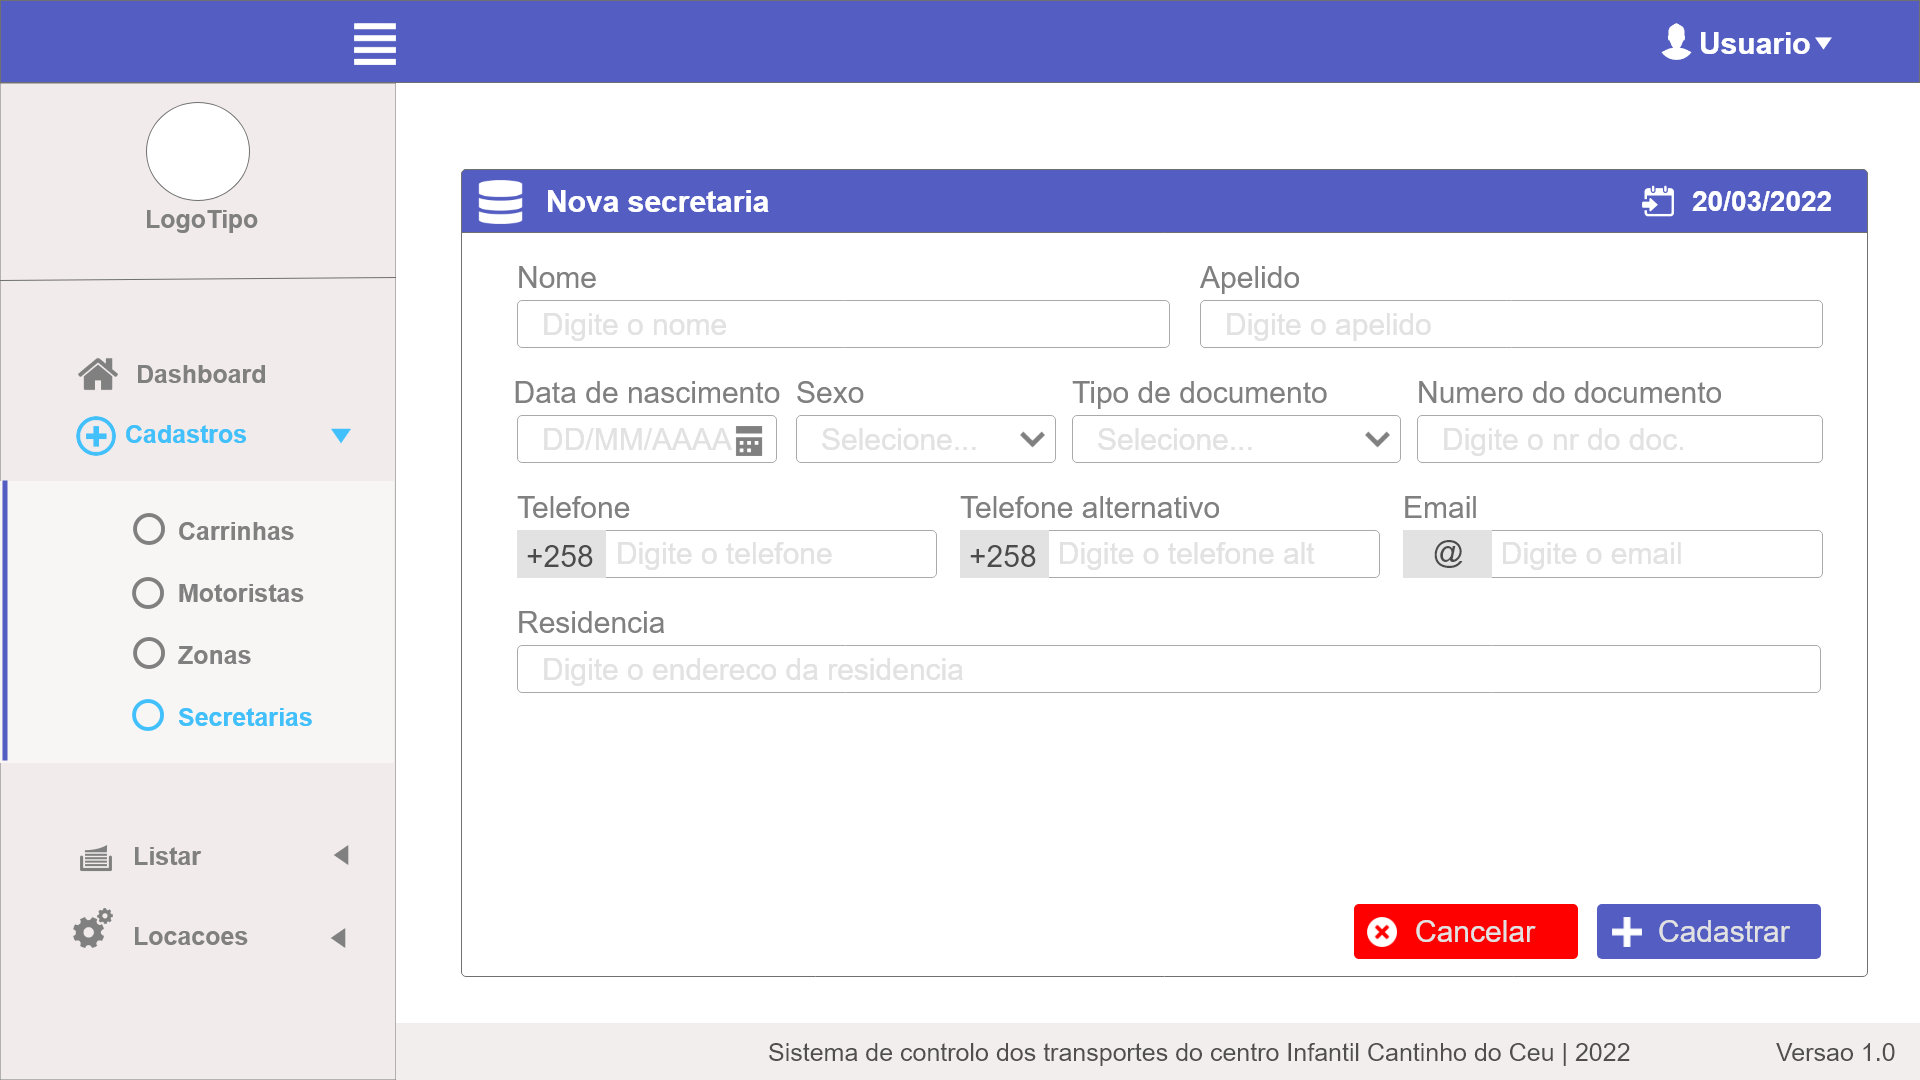 Usuario
LogoTipo
Dashboard
Cadastros
Carrinhas
Motoristas
Zonas
Secretarias
Listar
Locacoes
Nova secretaria
20/03/2022
Nome
Apelido
Digite o nome
Digite o apelido
Data de nascimento
Sexo
Tipo de documento
Numero do documento
DD/MM/AAAA
Selecione...
Selecione...
Digite o nr do doc.
Telefone
Telefone alternativo
Email
+258
Digite o telefone
+258
Digite o telefone alt
@
Digite o email
Residencia
Digite o endereco da residencia
Cancelar
Cadastrar
Sistema de controlo dos transportes do centro Infantil Cantinho do Ceu | 2022
Versao 1.0